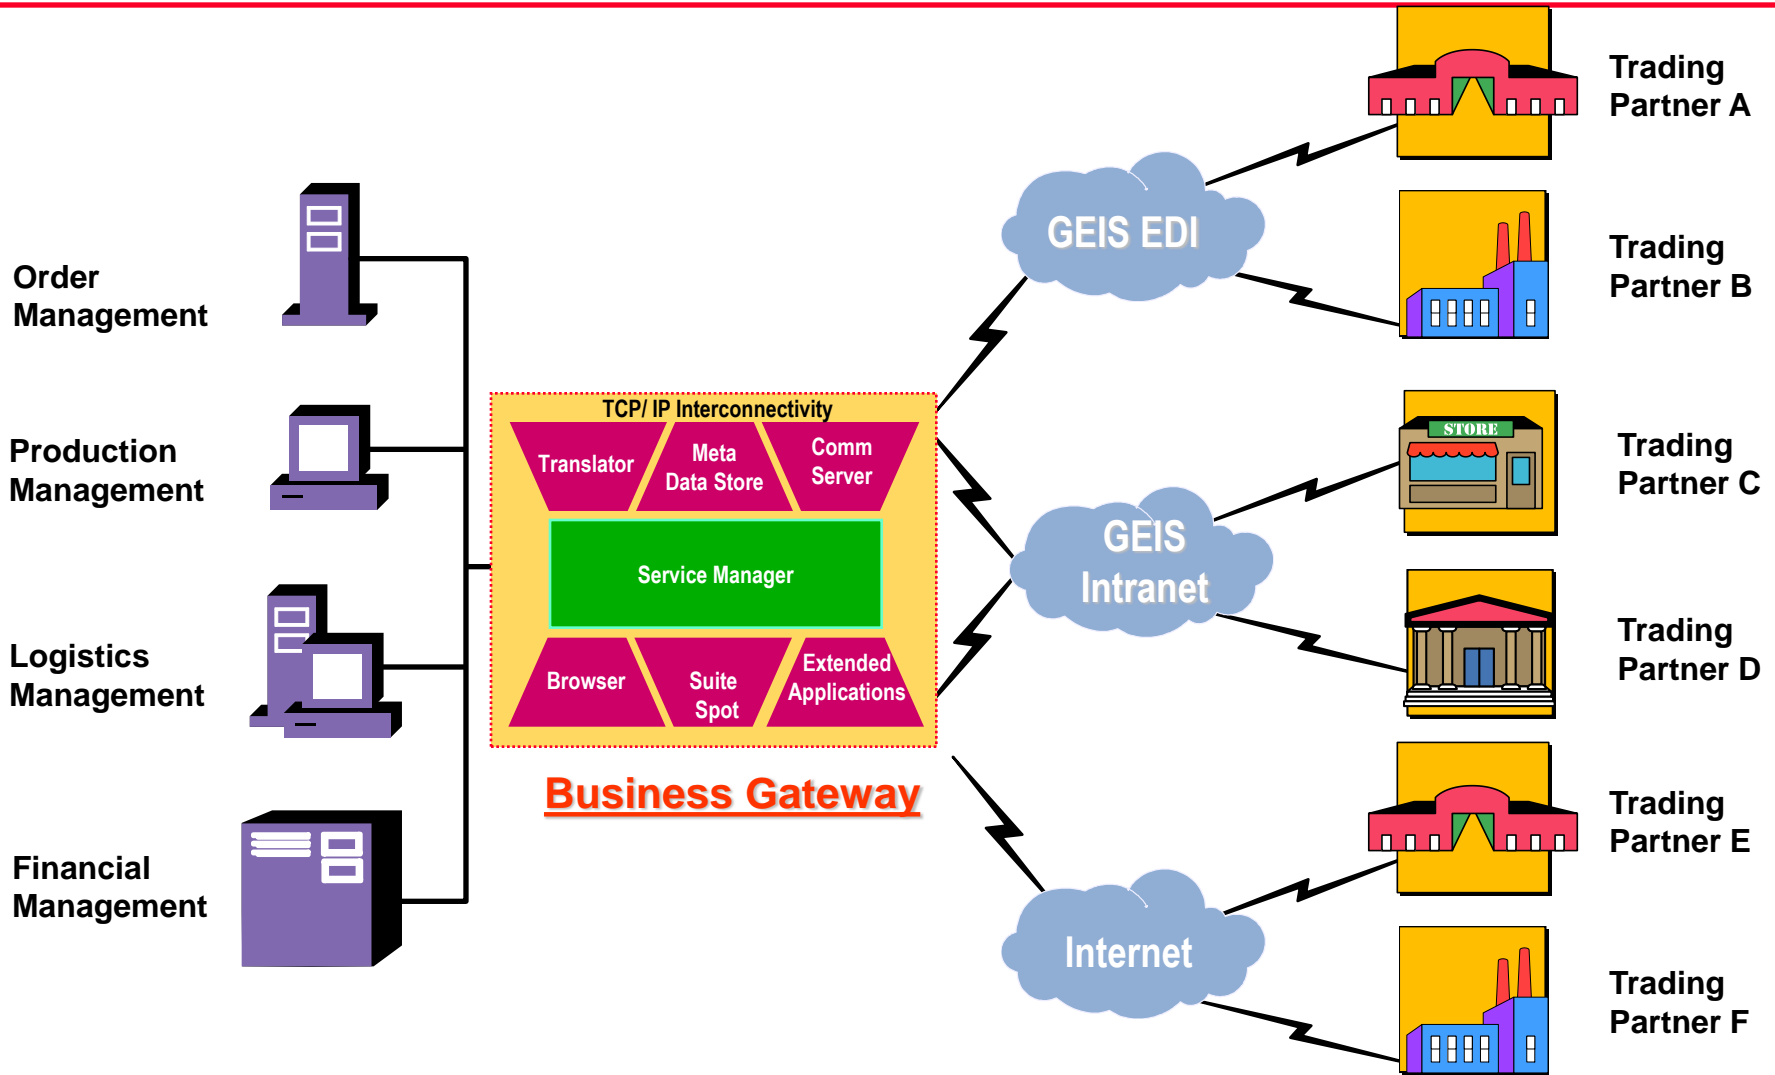 Order
Management
Production
Management
Logistics
Management
Financial
Management
TCP/ IP Interconnectivity
Translator
Meta
Data Store
Comm
Server
Service Manager
Browser
Suite
Spot
Extended
Applications
Business Gateway
GEIS EDI
GEIS
Intranet
Internet
Trading
Partner A
Trading
Partner B
STORE
Trading
Partner C
Trading
Partner D
Trading
Partner E
Trading
Partner F